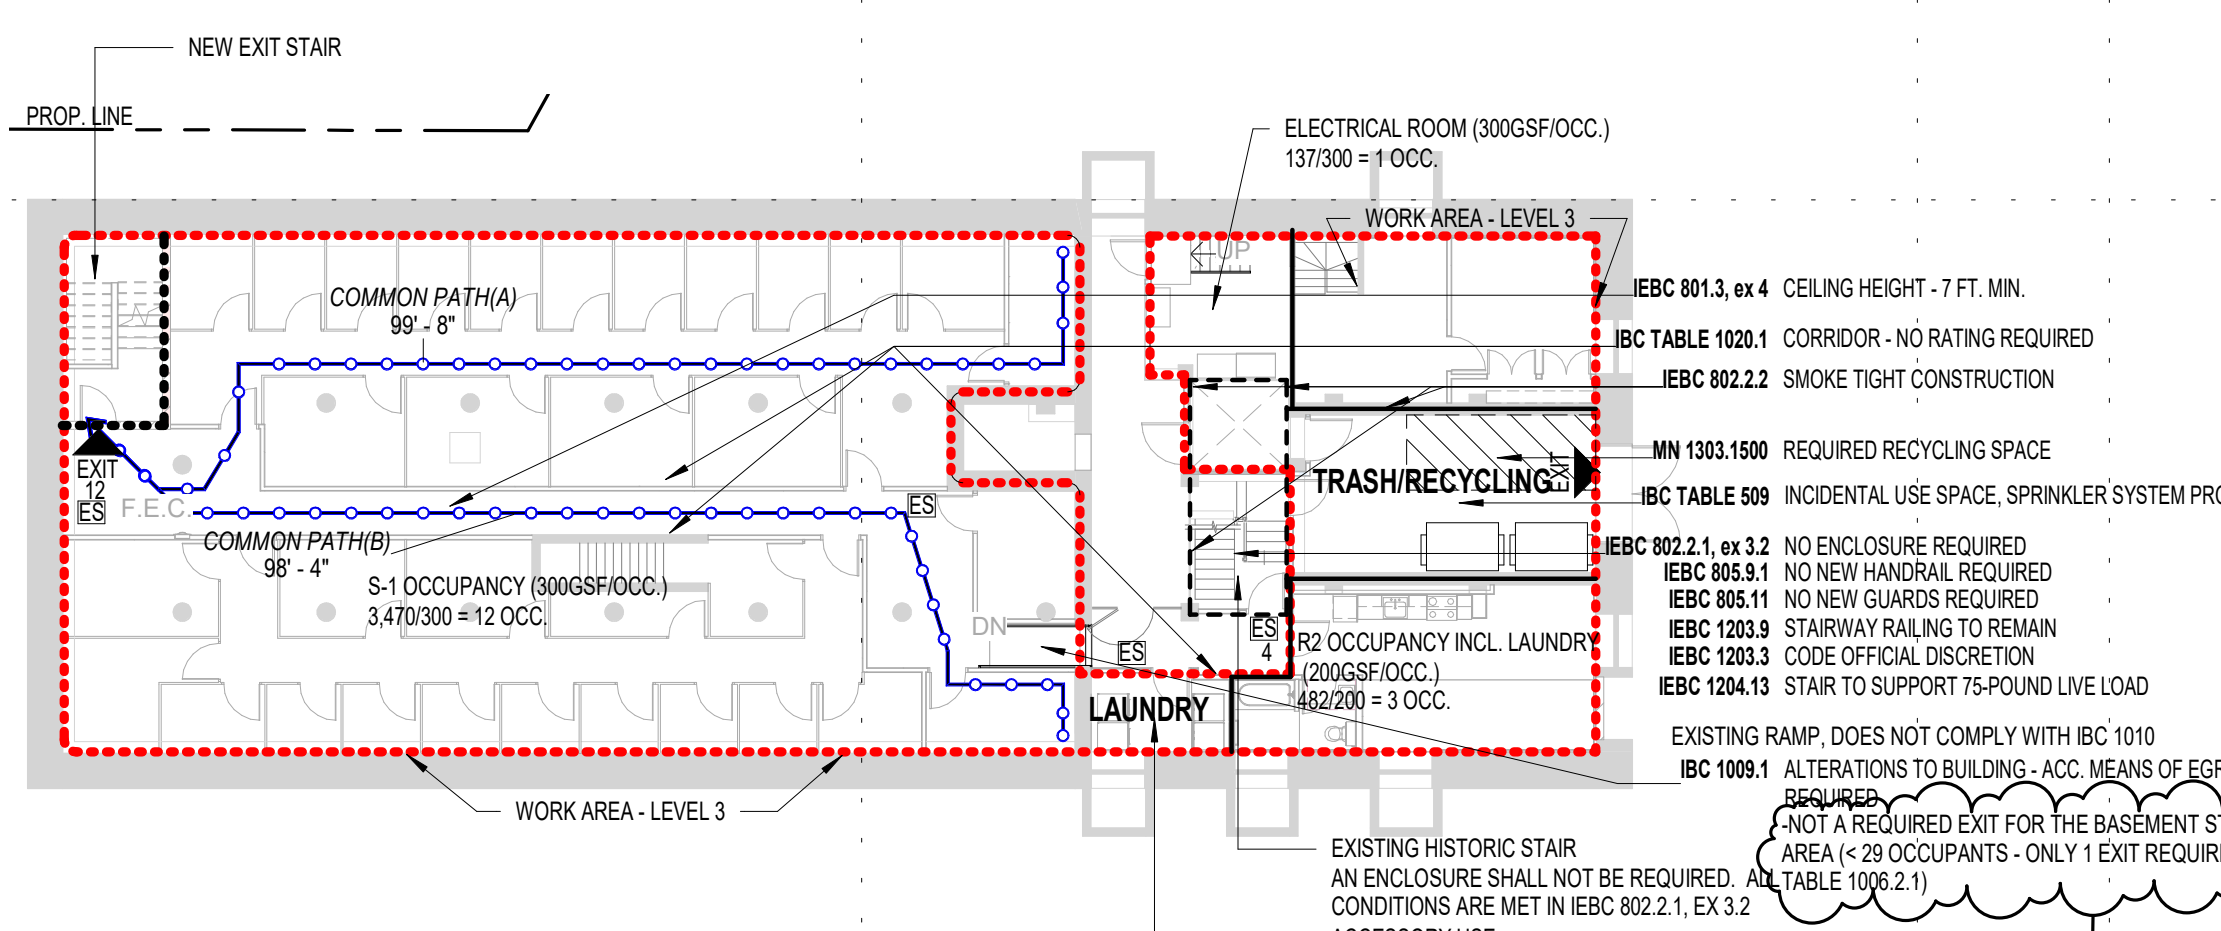 NEW EXIT STAIR
PROP. LINE
ELECTRICAL ROOM (300GSF/OCC.)
137/300 = 1 OCC.
WORK AREA - LEVEL 3
UP
COMMON PATH(A)
99' - 8"
IEBC 801.3, ex 4 CEILING HEIGHT - 7 FT. MIN.
IBC TABLE 1020.1 CORRIDOR - NO RATING REQUIRED
IEBC 802.2.2 SMOKE TIGHT CONSTRUCTION
MN 1303.1500 REQUIRED RECYCLING SPACE
TRASH/RECYCLING
EXIT
IBC TABLE 509 INCIDENTAL USE SPACE, SPRINKLER SYSTEM
EXIT
12
ES
F.E.C.
ES
COMMON PATH(B)
98' - 4"
S-1 OCCUPANCY (300GSF/OCC.)
3,470/300 = 12 OCC.
IEBC 802.2.1, ex 3.2 NO ENCLOSURE REQUIRED
IEBC 805.9.1 NO NEW HANDRAIL REQUIRED
IEBC 805.11 NO NEW GUARDS REQUIRED
IEBC 1203.9 STAIRWAY RAILING TO REMAIN
IEBC 1203.3 CODE OFFICIAL DISCRETION
IEBC 1204.13 STAIR TO SUPPORT 75-POUND LIVE LOAD
DN
ES
ES
4
R2 OCCUPANCY INCL. LAUNDRY
(200GSF/OCC.)
482/200 = 3 OCC.
LAUNDRY
EXISTING RAMP, DOES NOT COMPLY WITH IBC 1010
IBC 1009.1 ALTERATIONS TO BUILDING - ACC. MEANS OF
REQUIRED
-NOT A REQUIRED EXIT FOR THE BASEMENT
AREA (< 29 OCCUPANTS - ONLY 1 EXIT
TABLE 1006.2.1)
WORK AREA - LEVEL 3
EXISTING HISTORIC STAIR
AN ENCLOSURE SHALL NOT BE REQUIRED. ALL
CONDITIONS ARE MET IN IEBC 802.2.1, EX 3.2